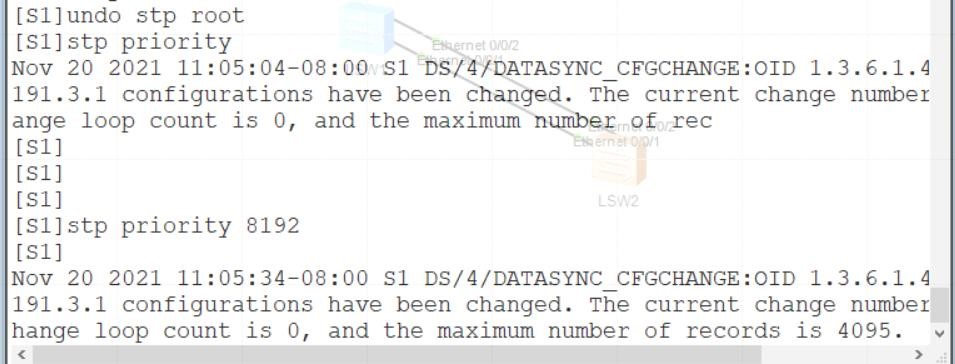 [S1]undo stp root
[S1]stp priority
Ethernet 0/0/2
Nov 20 2021 11:05:04-08:00 S1 DS/4/DATASYNC_CFGCHANGE:OID 1.3.6.1.4
191.3.1 configurations have been changed. The current change number
ange loop count is 0, and the maximum number of rec
Ethernet 0/0/2
[S1]
Ethernet 0/0/1
[S1]
[S1]
LSW2
[S1]stp priority 8192
[S1]
Nov 20 2021 11:05:34-08:00 S1 DS/4/DATASYNC_CFGCHANGE:OID 1.3.6.1.4
191.3.1 configurations have been changed. The current change number
hange loop count is 0, and the maximum number of records is 4095.